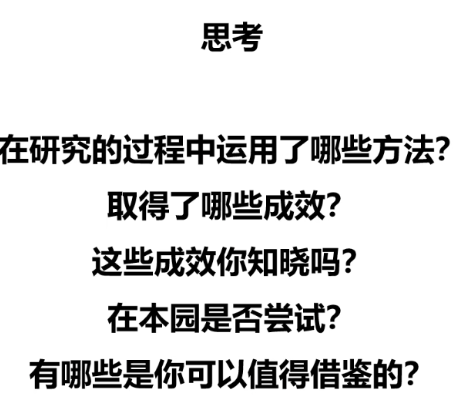 思考
在研究的过程中运用了哪些方法？
取得了哪些成效？
这些成效你知晓吗？
在本园是否尝试？
有哪些是你可以值得借鉴的？